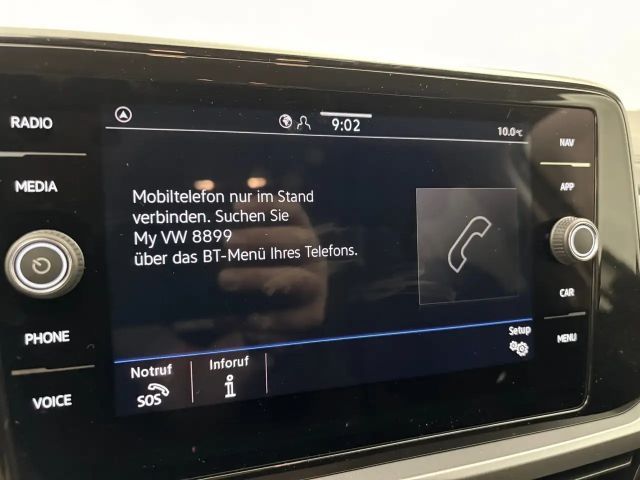 RADIO
MEDIA
PHONE
VOICE
9:02
10.0°C
Mobiltelefon nur im Stand
verbinden. Suchen Sie
My VW 8899
über das BT-Menü Ihres Telefons.
Notruf
SOS
Inforuf
Setup
NAV
APP
CAR
MENU